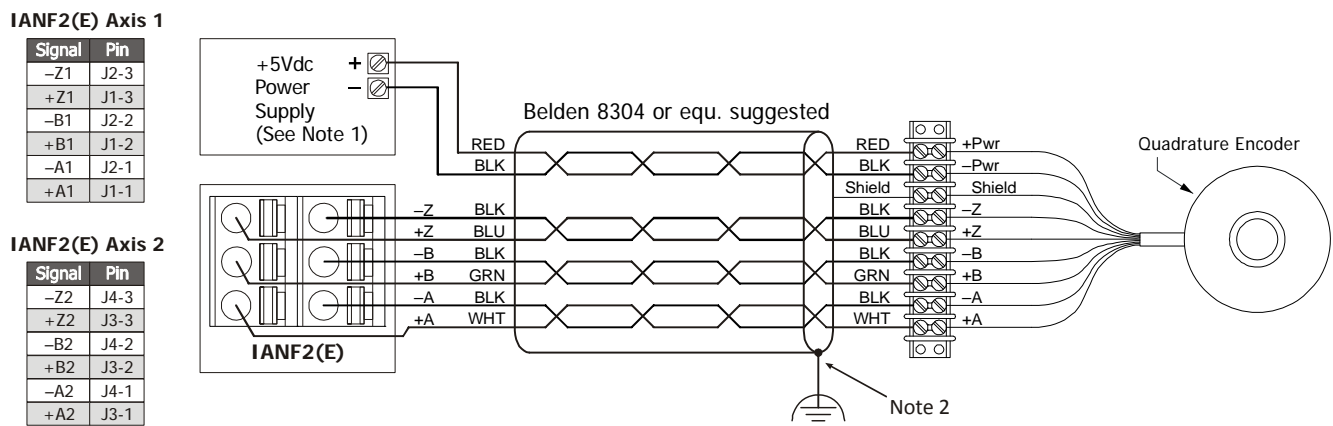 IANF2(E) Axis 1
Signal Pin
–Z1 J2-3
+Z1 J1-3
–B1 J2-2
+B1 J1-2
–A1 J2-1
+A1 J1-1
IANF2(E) Axis 2
Signal Pin
–Z2 J4-3
+Z2 J3-3
–B2 J4-2
+B2 J3-2
–A2 J4-1
+A2 J3-1
+5Vdc +
Power –
Supply
(See Note 1)
IANF2(E)
Belden 8304 or equ. suggested
RED
BLK
–Z BLK
+Z BLU
–B BLK
+B GRN
–A BLK
+A WHT
RED +Pwr
BLK –Pwr
Shield Shield
BLK –Z
BLU +Z
BLK –B
GRN +B
BLK –A
WHT +A
Quadrature Encoder
Note 2